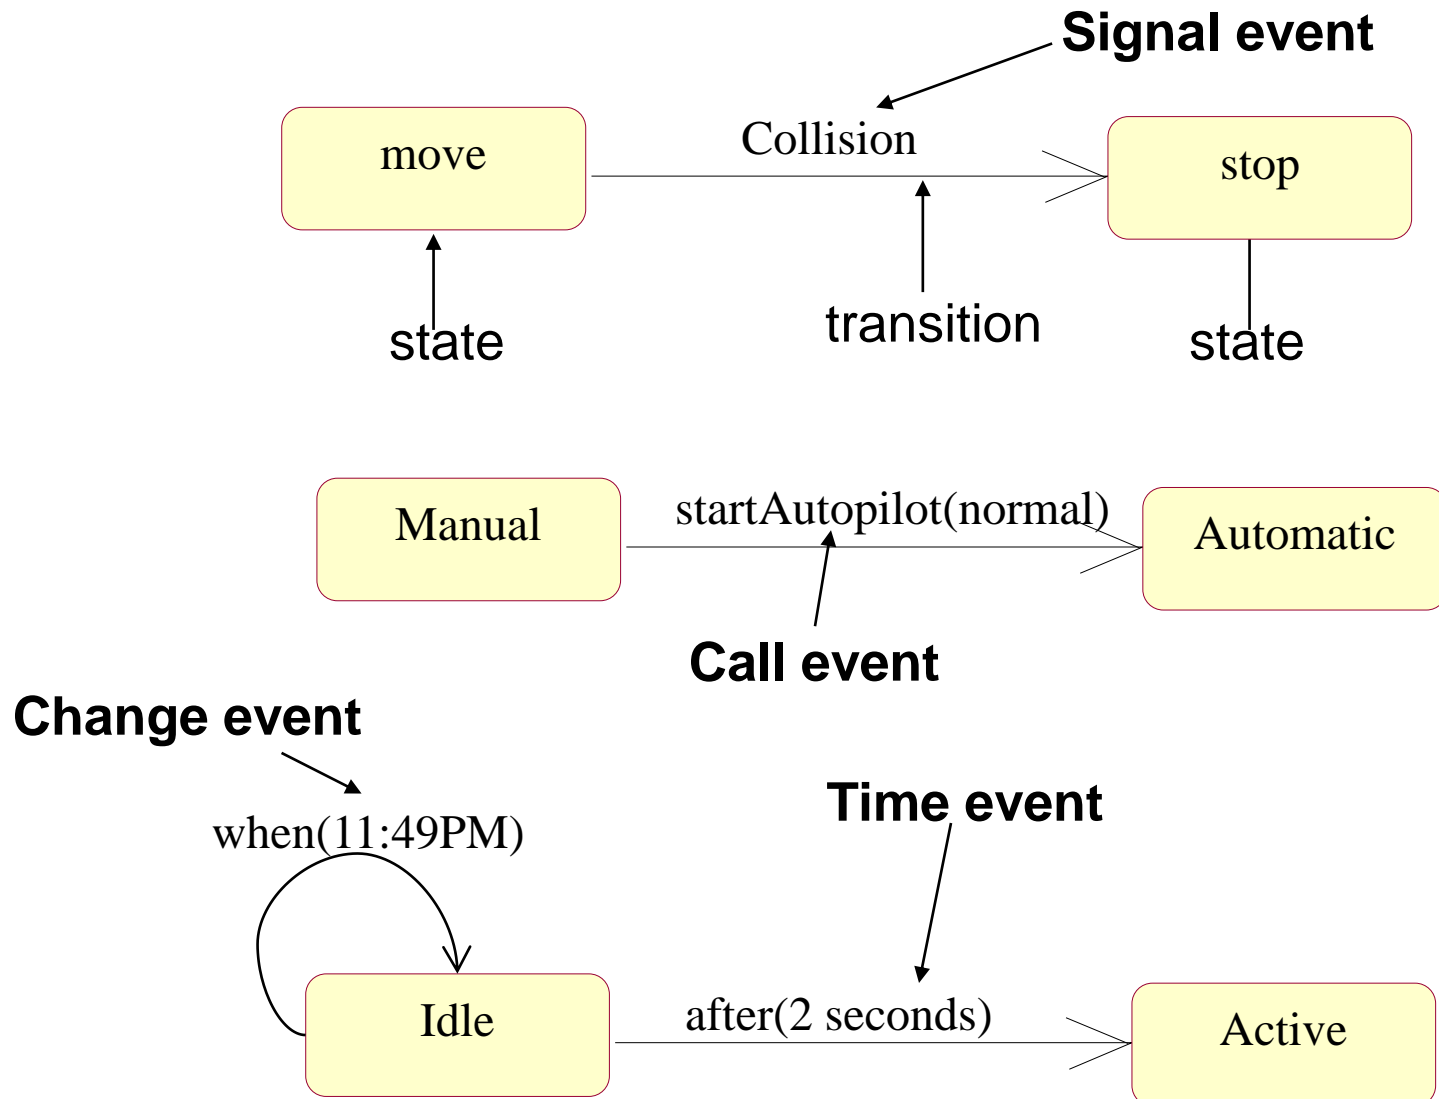 Signal event
move
Collision
stop
state
transition
state
Manual
startAutopilot(normal)
Automatic
Call event
Change event
when(11:49PM)
Time event
Idle
after(2 seconds)
Active